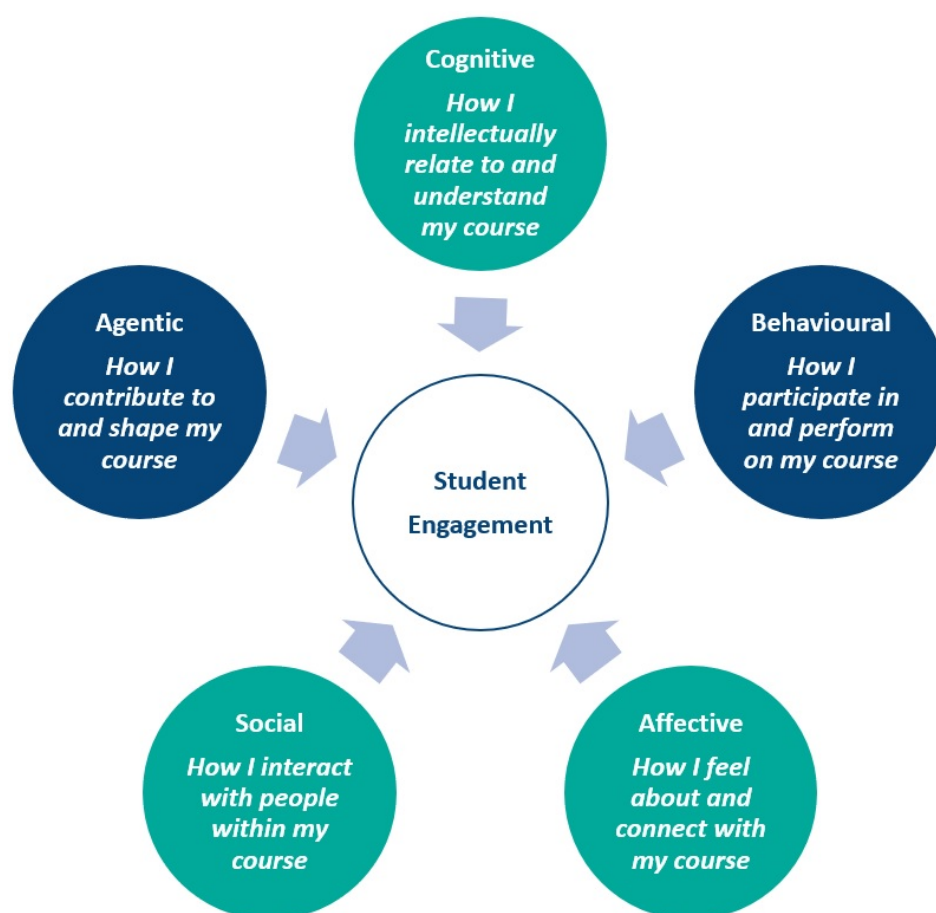 Cognitive
How I
intellectually
relate to and
understand
my course
Agentic
How I
contribute to
and shape my
course
Behavioural
How I
participate in
and perform
on my course
Student
Engagement
Social
How I interact
with people
within my
course
Affective
How I feel
about and
connect with
my course